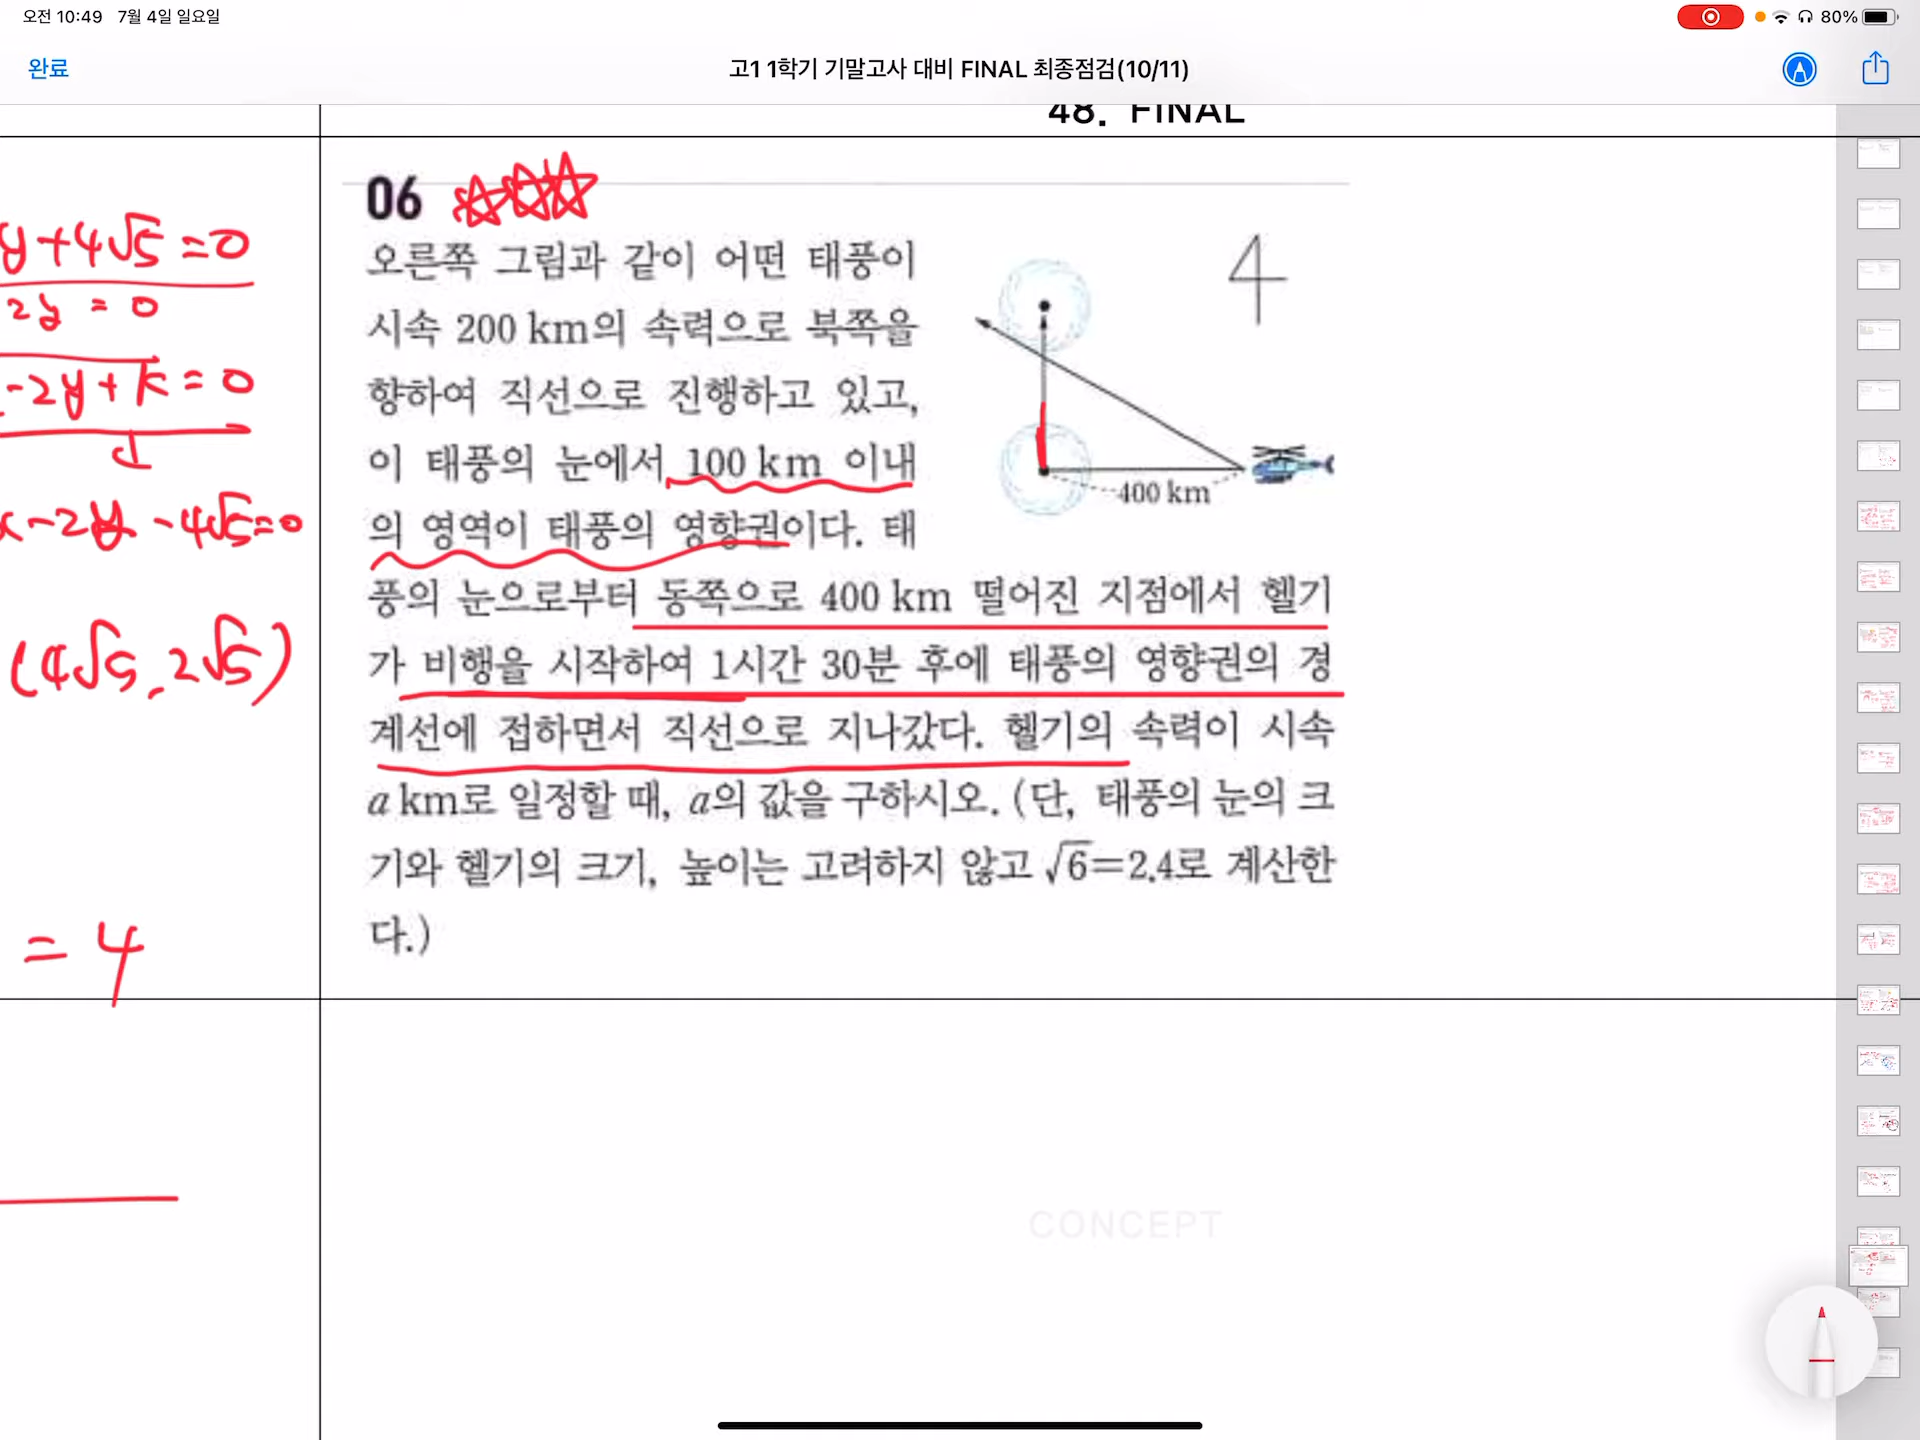 오전 10:49 7월 4일 일요일
80%
완료
고1 1학기 기말고사 대비 FINAL 최종점검(10/11)
48. FINAL
y+4√5=0
2y=0
-2y+k=0
x-2y-4√5=0
(4√5, 2√5)
=4
06
오른쪽 그림과 같이 어떤 태풍이
시속 200 km의 속력으로 북쪽을
향하여 직선으로 진행하고 있고,
이 태풍의 눈에서 100 km 이내
의 영역이 태풍의 영향권이다. 태
풍의 눈으로부터 동쪽으로 400 km 떨어진 지점에서 헬기
가 비행을 시작하여 1시간 30분 후에 태풍의 영향권의 경
계선에 접하면서 직선으로 지나갔다. 헬기의 속력이 시속
a km로 일정할 때, a의 값을 구하시오. (단, 태풍의 눈의 크
기와 헬기의 크기, 높이는 고려하지 않고 √6=2.4로 계산한
다.)
4
400 km
CONCEPT